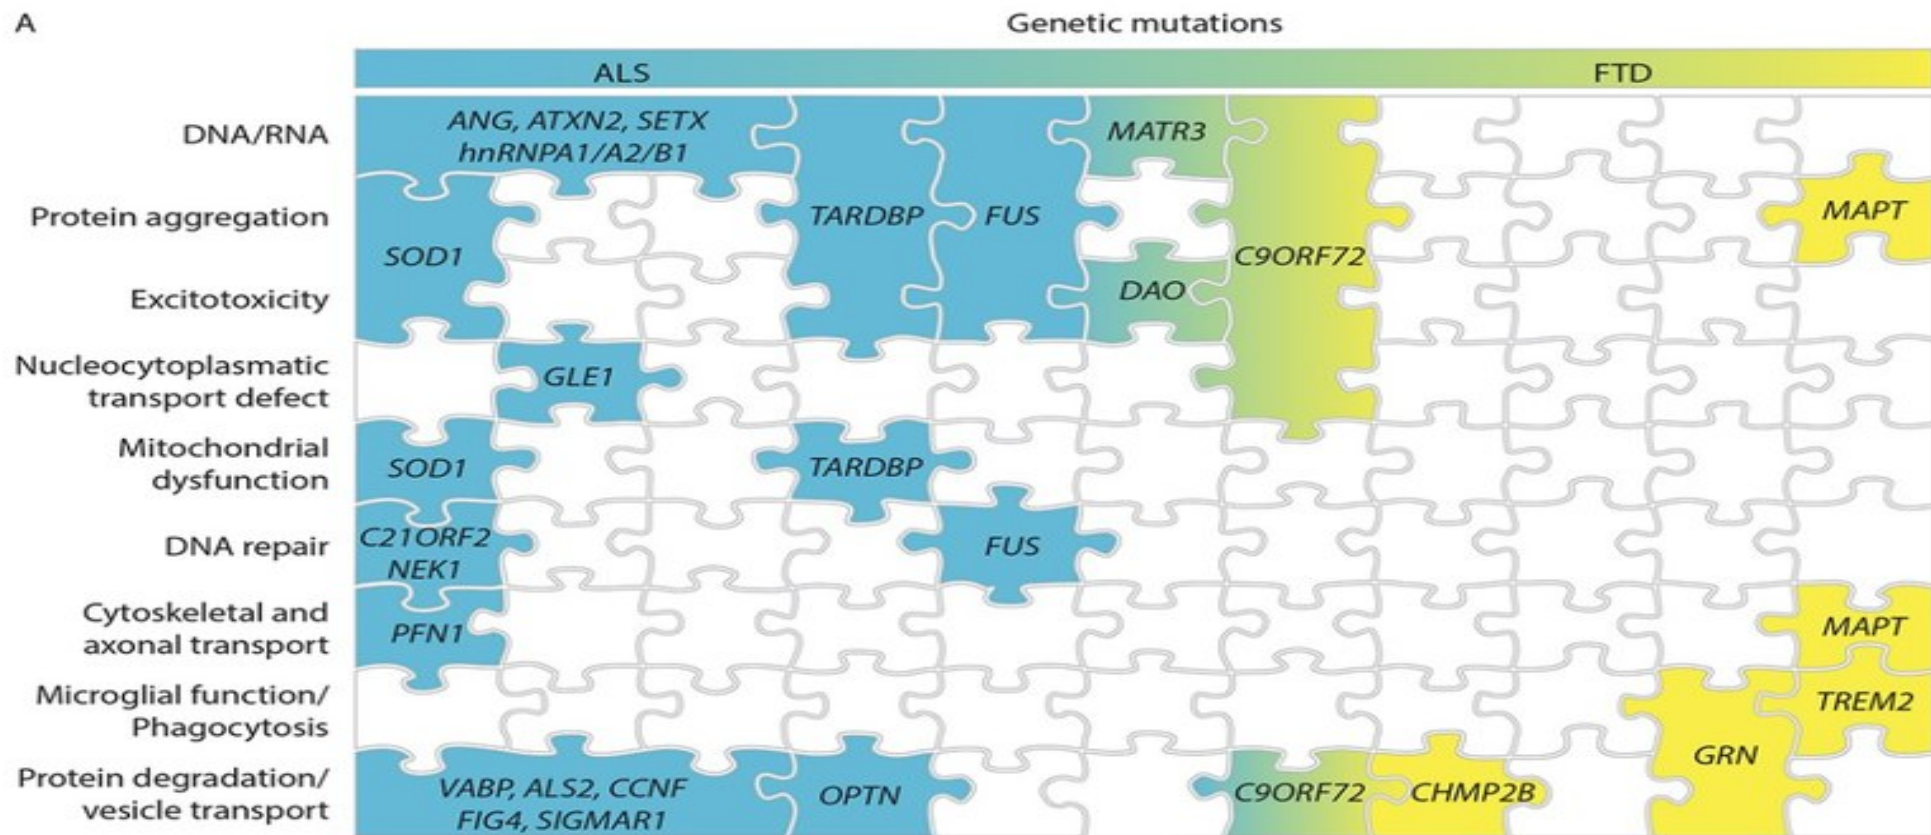 A
Genetic mutations
ALS
FTD
DNA/RNA
ANG, ATXN2, SETX
hnRNPA1/A2/B1
MATR3
Protein aggregation
TARDBP
FUS
MAPT
SOD1
C9ORF72
Excitotoxicity
DAO
Nucleocytoplasmatic
transport defect
GLE1
Mitochondrial
dysfunction
SOD1
TARDBP
DNA repair
C21ORF2
NEK1
FUS
Cytoskeletal and
axonal transport
PFN1
MAPT
Microglial function/
Phagocytosis
TREM2
GRN
Protein degradation/
vesicle transport
VABP, ALS2, CCNF
FIG4, SIGMAR1
OPTN
C9ORF72
CHMP2B